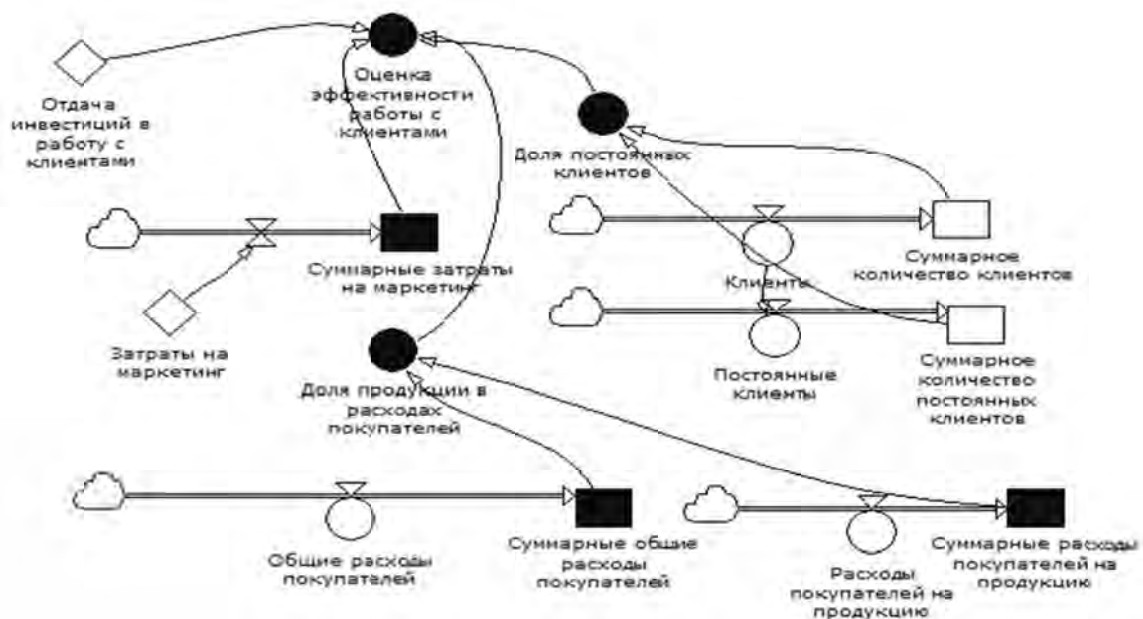 Оценка
эффективности
работы с
клиентами
Отдача
инвестиций в
работу с
клиентами
Доля постоянных
клиентов
Суммарные затраты
на маркетинг
Клиенты
Суммарное
количество клиентов
Затраты на
маркетинг
Доля продукции в
расходах
покупателей
Постоянные
клиенты
Суммарное
количество
постоянных
клиентов
Общие расходы
покупателей
Суммарные общие
расходы
покупателей
Расходы
покупателей на
продукцию
Суммарные расходы
покупателей на
продукцию